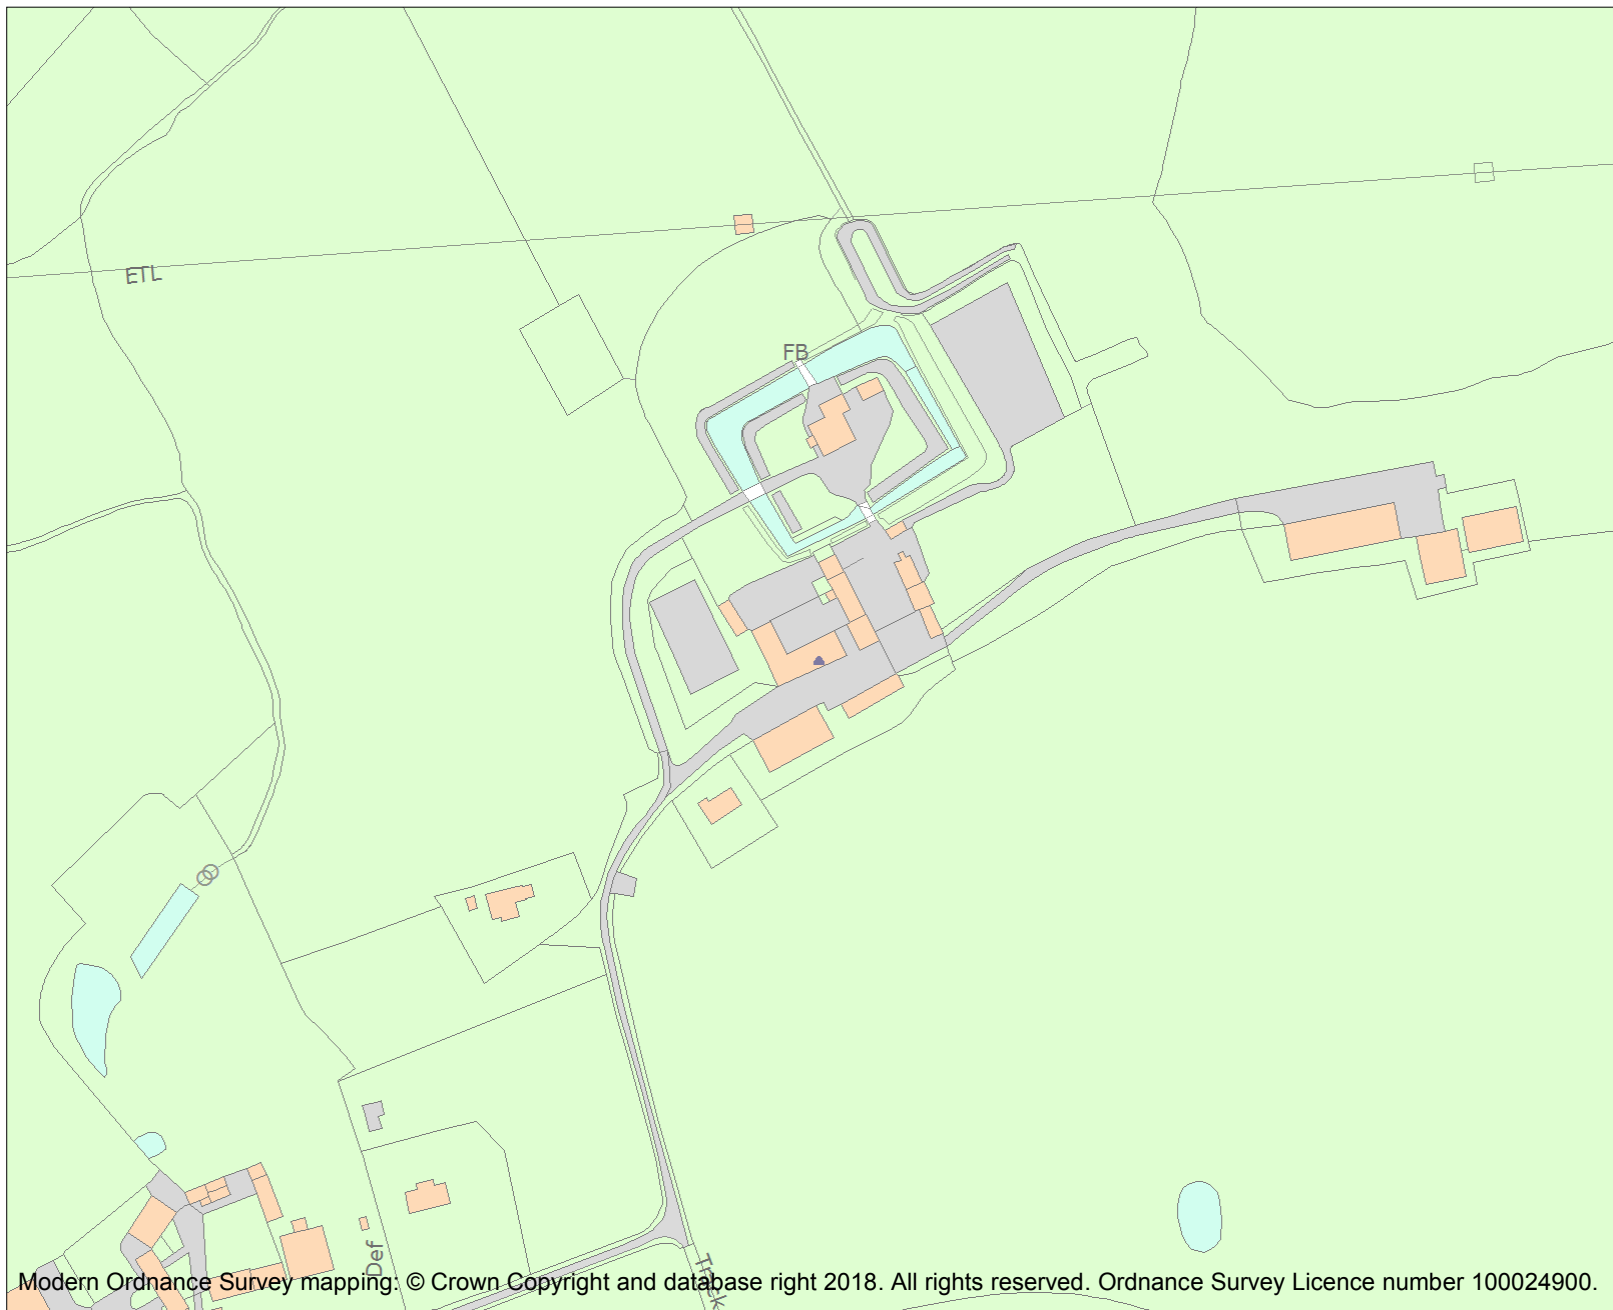 ETL
FB
Def
Track
Modern Ordnance Survey mapping: © Crown Copyright and database right 2018. All rights reserved. Ordnance Survey Licence number 100024900.